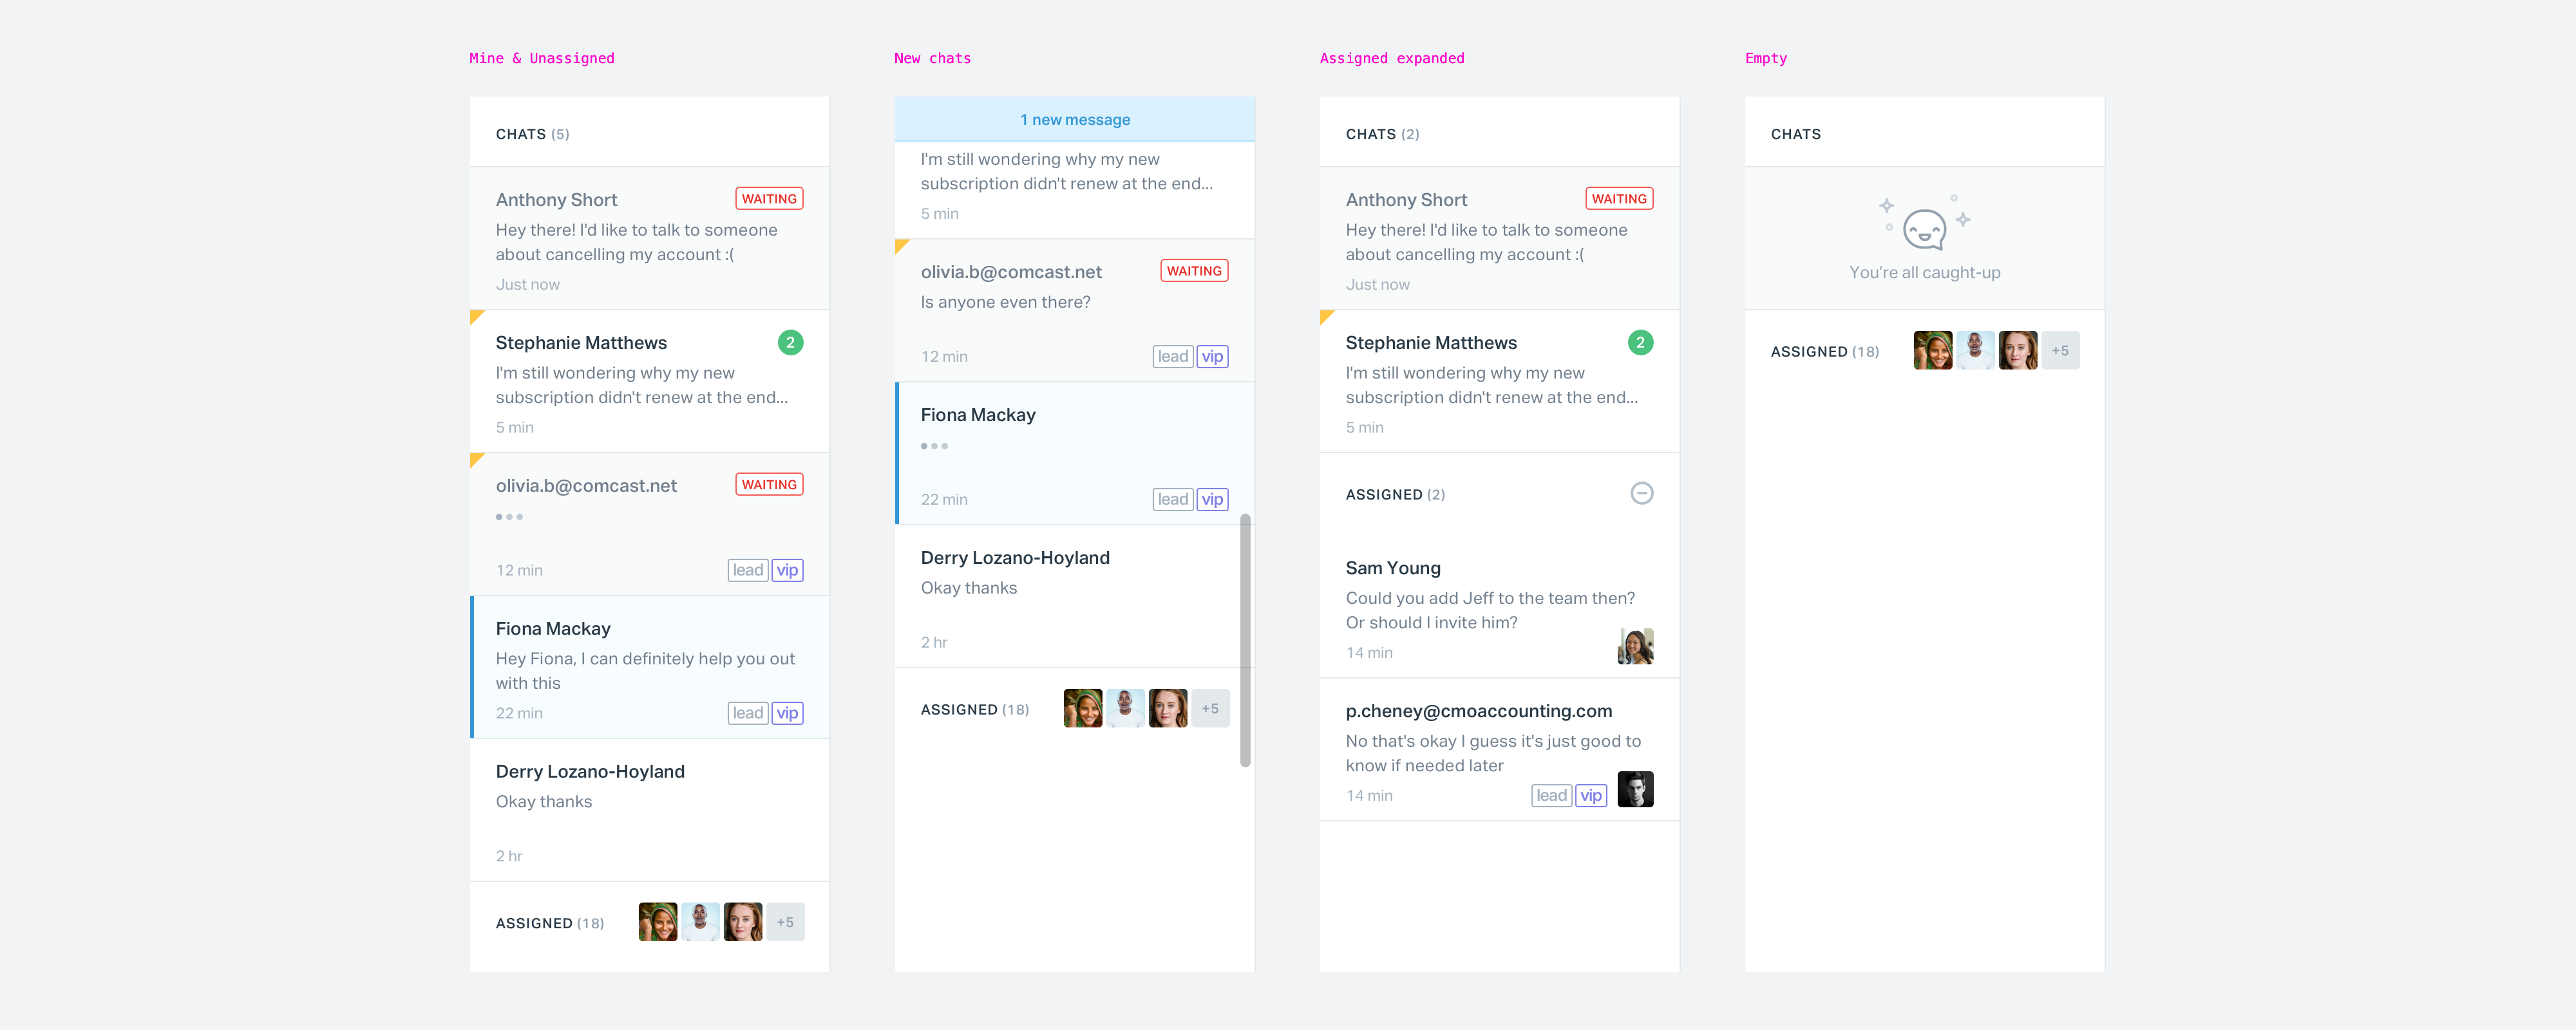 Mine & Unassigned
CHATS (5)
Anthony Short
WAITING
Hey there! I'd like to talk to someone
about cancelling my account :(
Just now
Stephanie Matthews
2
I'm still wondering why my new
subscription didn't renew at the end...
5 min
olivia.b@comcast.net
WAITING
12 min
lead vip
Fiona Mackay
Hey Fiona, I can definitely help you out
with this
22 min
lead vip
Derry Lozano-Hoyland
Okay thanks
2 hr
ASSIGNED (18)
+5
New chats
1 new message
I'm still wondering why my new
subscription didn't renew at the end...
5 min
olivia.b@comcast.net
WAITING
Is anyone even there?
12 min
lead vip
Fiona Mackay
22 min
lead vip
Derry Lozano-Hoyland
Okay thanks
2 hr
ASSIGNED (18)
+5
Assigned expanded
CHATS (2)
Anthony Short
WAITING
Hey there! I'd like to talk to someone
about cancelling my account :(
Just now
Stephanie Matthews
2
I'm still wondering why my new
subscription didn't renew at the end...
5 min
ASSIGNED (2)
Sam Young
Could you add Jeff to the team then?
Or should I invite him?
14 min
p.cheney@cmoaccounting.com
No that's okay I guess it's just good to
know if needed later
14 min
lead vip
Empty
CHATS
You're all caught-up
ASSIGNED (18)
+5